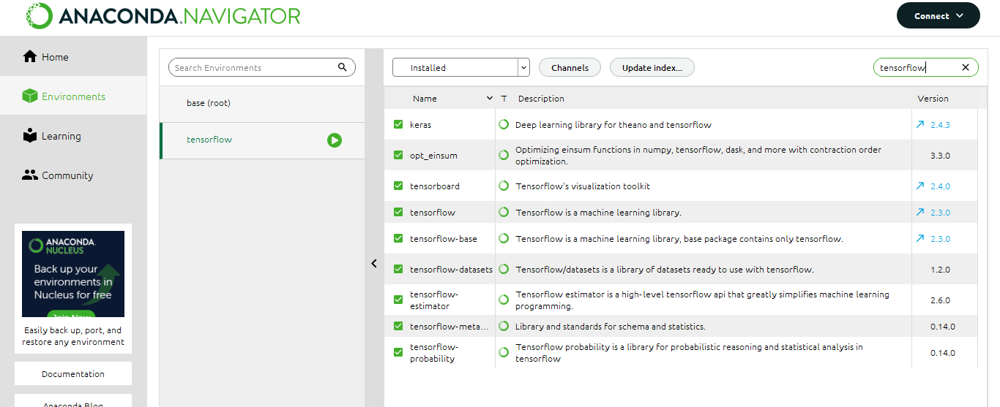 ANACONDA.NAVIGATOR
Connect
Home
Environments
Learning
Community
ANACONDA.
NUCLEUS
Back up your
environments in
Nucleus for free
Join Now
Easily back up, port, and
restore any environment
Documentation
Anaconda Blog
Search Environments
base (root)
tensorflow
Installed
Channels
Update index...
tensorflow
Name T Description Version
keras Deep learning library for theano and tensorflow 2.4.3
opt_einsum Optimizing einsum functions in numpy, tensorflow, dask, and more with contraction order
optimization. 3.3.0
tensorboard Tensorflow's visualization toolkit 2.4.0
tensorflow Tensorflow is a machine learning library. 2.3.0
tensorflow-base Tensorflow is a machine learning library, base package contains only tensorflow. 2.3.0
tensorflow-datasets Tensorflow/datasets is a library of datasets ready to use with tensorflow. 1.2.0
tensorflow- Tensorflow estimator is a high-level tensorflow api that greatly simplifies machine learning
estimator programming. 2.6.0
tensorflow-meta... Library and standards for schema and statistics. 0.14.0
tensorflow- Tensorflow probability is a library for probabilistic reasoning and statistical analysis in
probability tensorflow 0.14.0